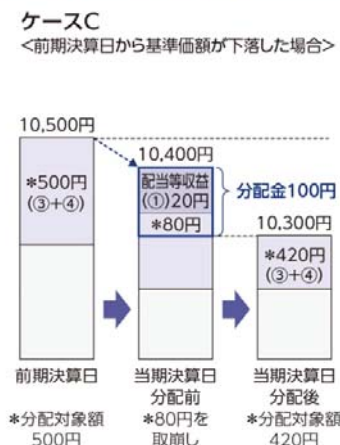 ケースC
<前期決算日から基準価額が下落した場合>
10,500円
*500円
(③+④)
10,400円
配当等収益
(①)20円
*80円
分配金100円
10,300円
*420円
(③+④)
前期決算日
*分配対象額
500円
当期決算日
分配前
*80円を
取崩し
当期決算日
分配後
*分配対象額
420円